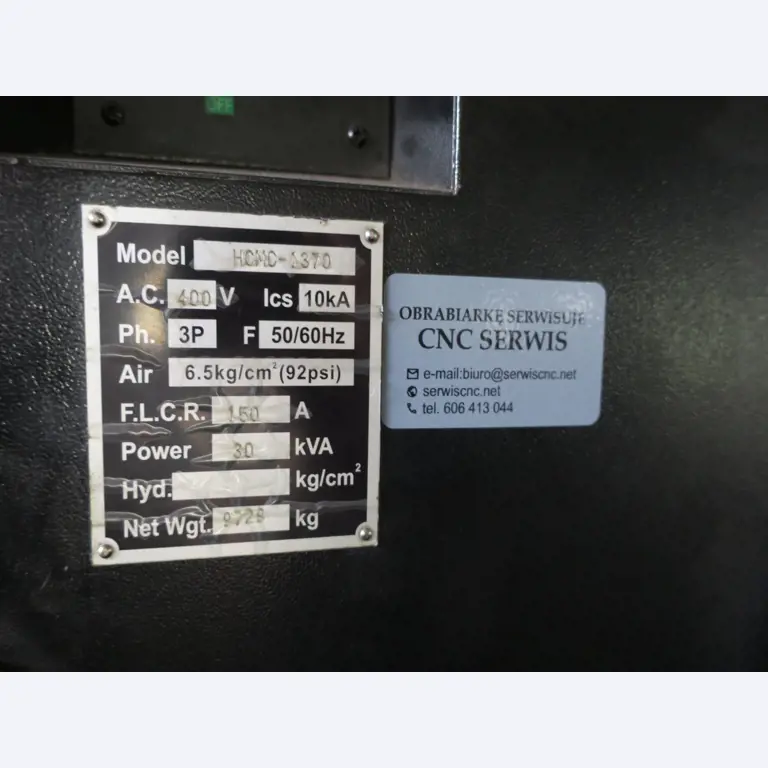 OFF
Model HCMC-1370
A.C. 400 V Ics 10kA
Ph. 3P F 50/60Hz
Air 6.5kg/cm²(92psi)
F.L.C.R. 150 A
Power 30 kVA
Hyd. kg/cm²
Net Wgt. 9728 kg
OBRABIARKĘ SERWISUJE
CNC SERWIS
e-mail:biuro@serwiscnc.net
serwiscnc.net
tel. 606 413 044